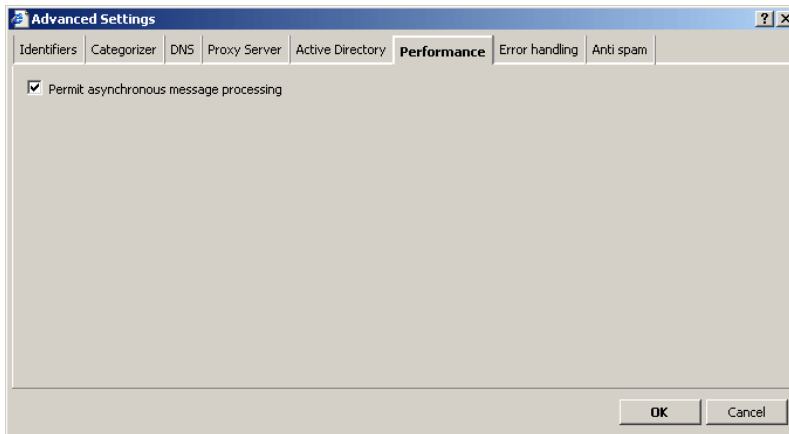 Advanced Settings
Identifiers Categorizer DNS Proxy Server Active Directory Performance Error handling Anti spam
Permit asynchronous message processing
OK Cancel